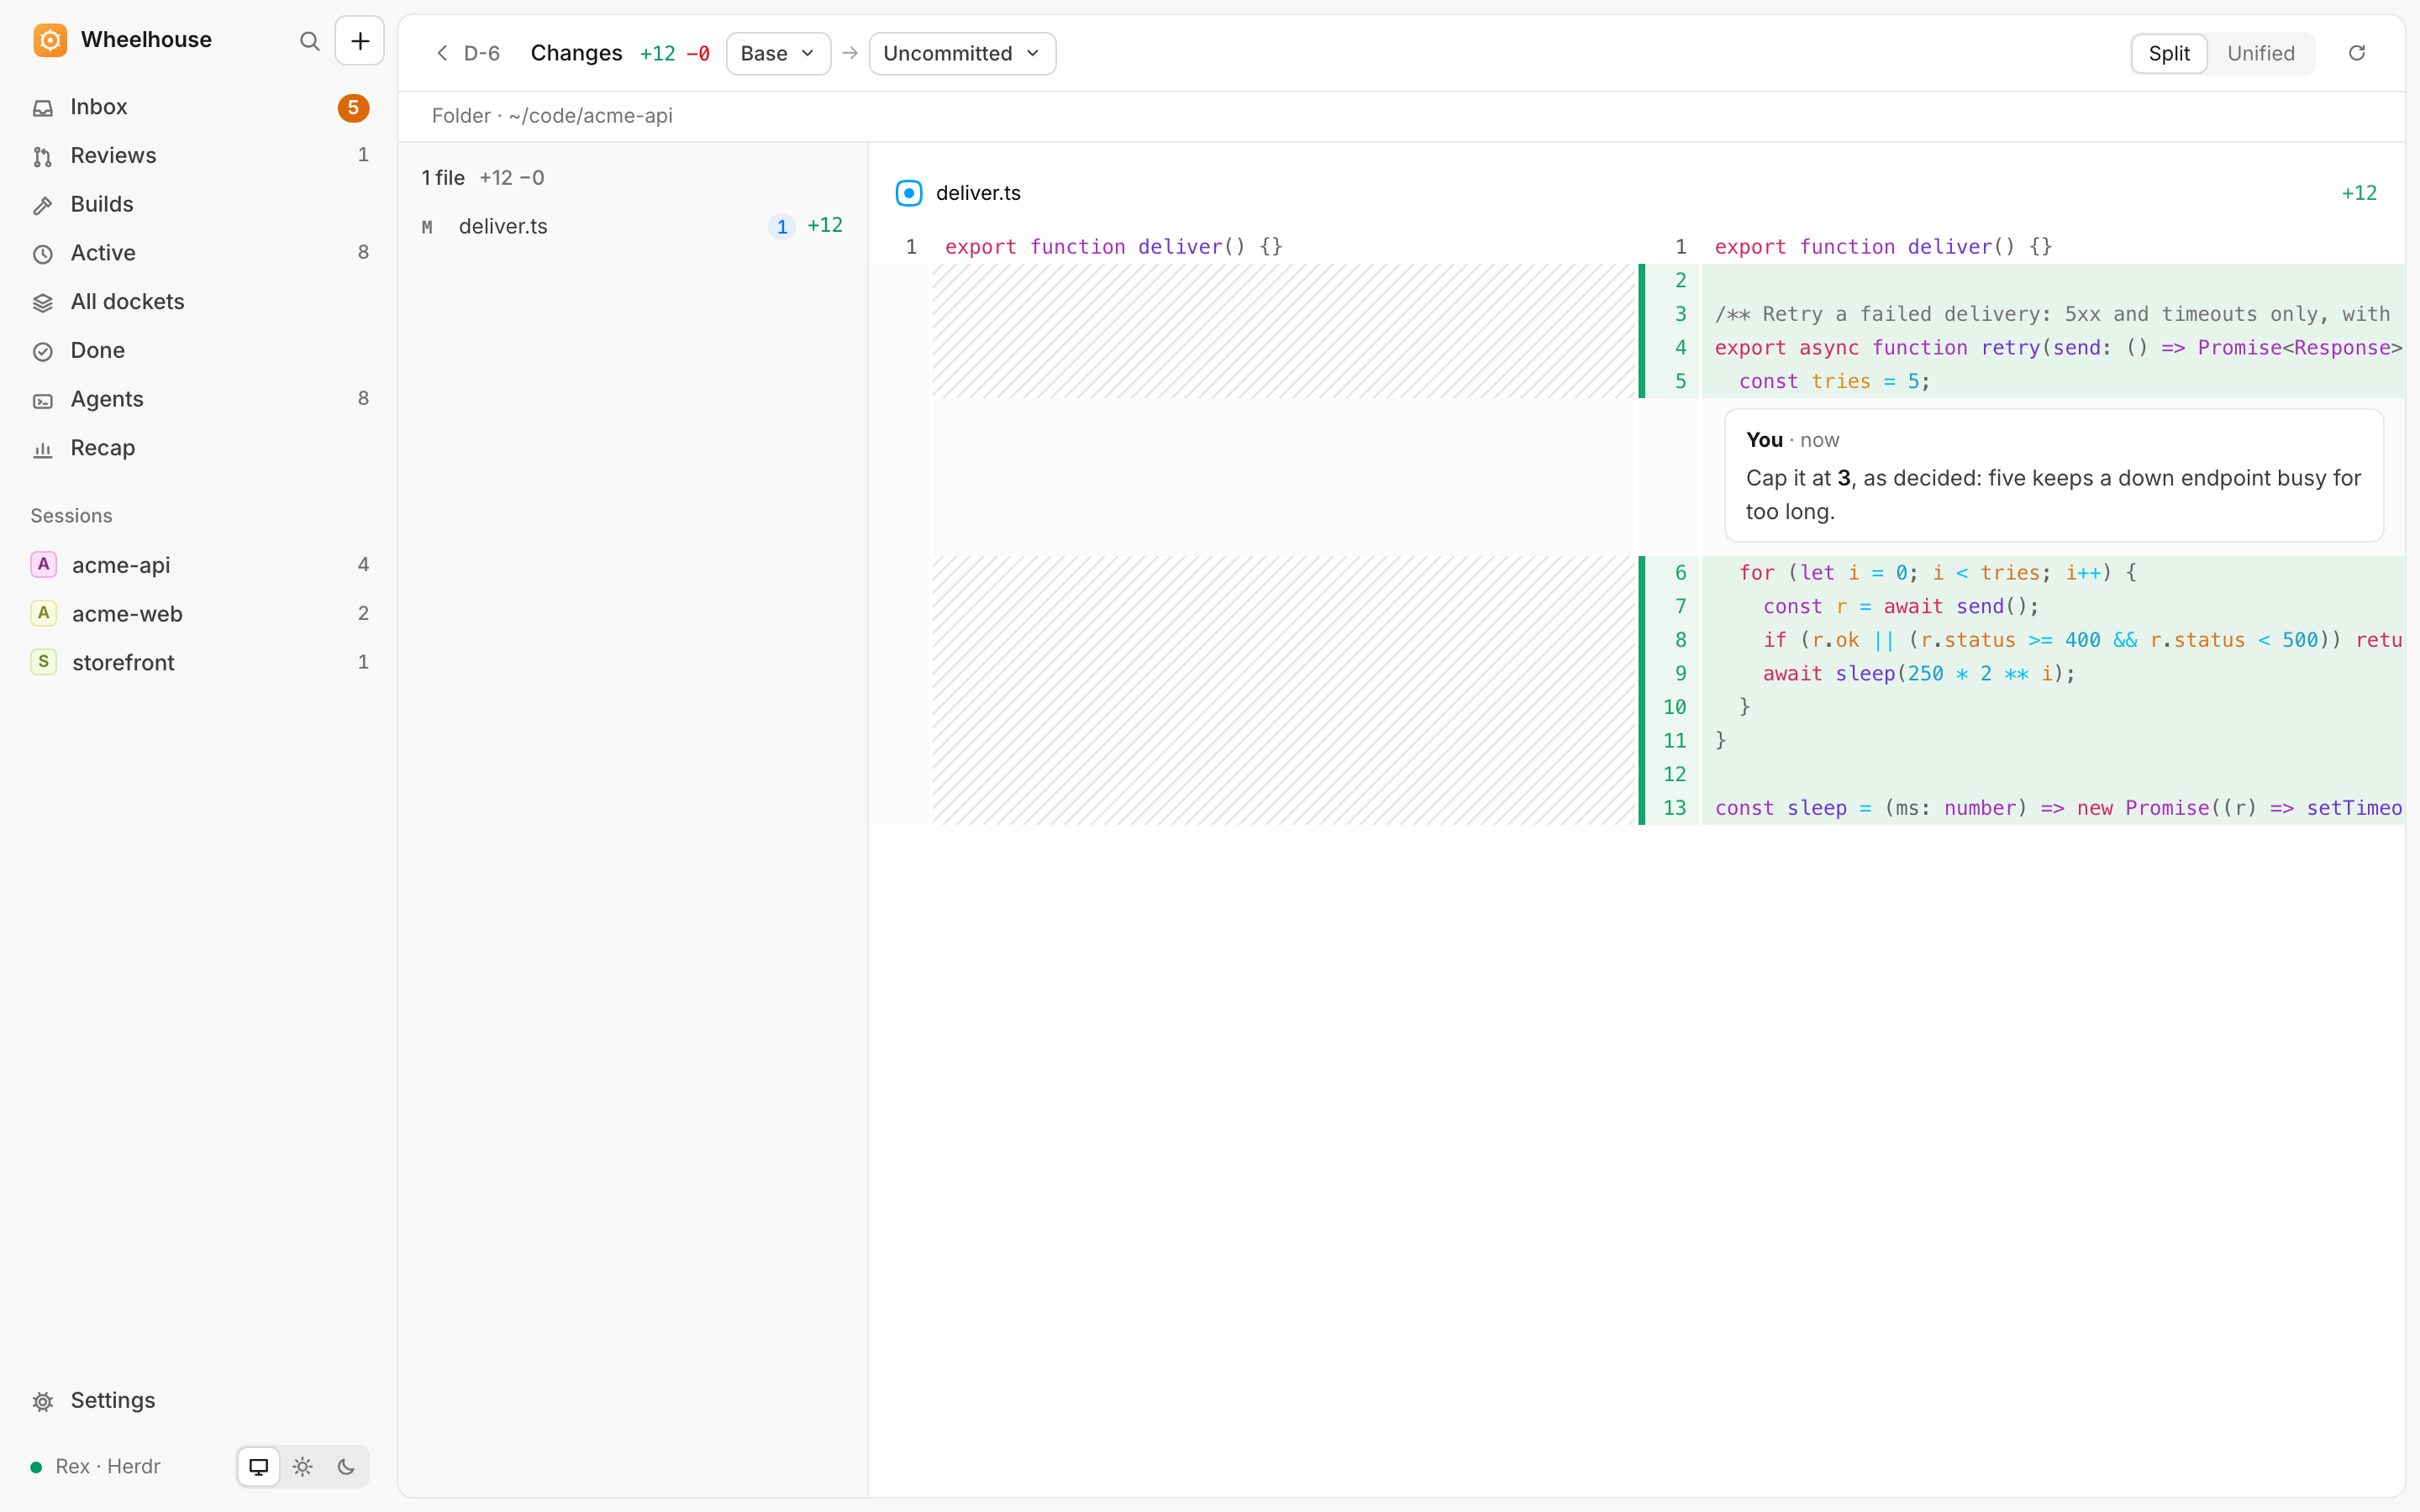 Wheelhouse
Inbox 5
Reviews 1
Builds
Active 8
All dockets
Done
Agents 8
Recap
Sessions
A acme-api 4
A acme-web 2
S storefront 1
Settings
Rex · Herdr
D-6 Changes +12 −0 Base → Uncommitted
Split Unified
Folder · ~/code/acme-api
1 file +12 −0
M deliver.ts 1 +12
deliver.ts +12
1 export function deliver() {}
1 export function deliver() {}
2
3 /** Retry a failed delivery: 5xx and timeouts only, with
4 export async function retry(send: () => Promise<Response>
5 const tries = 5;
You · now
Cap it at 3, as decided: five keeps a down endpoint busy for
too long.
6 for (let i = 0; i < tries; i++) {
7 const r = await send();
8 if (r.ok || (r.status >= 400 && r.status < 500)) retu
9 await sleep(250 * 2 ** i);
10 }
11 }
12
13 const sleep = (ms: number) => new Promise((r) => setTimeo